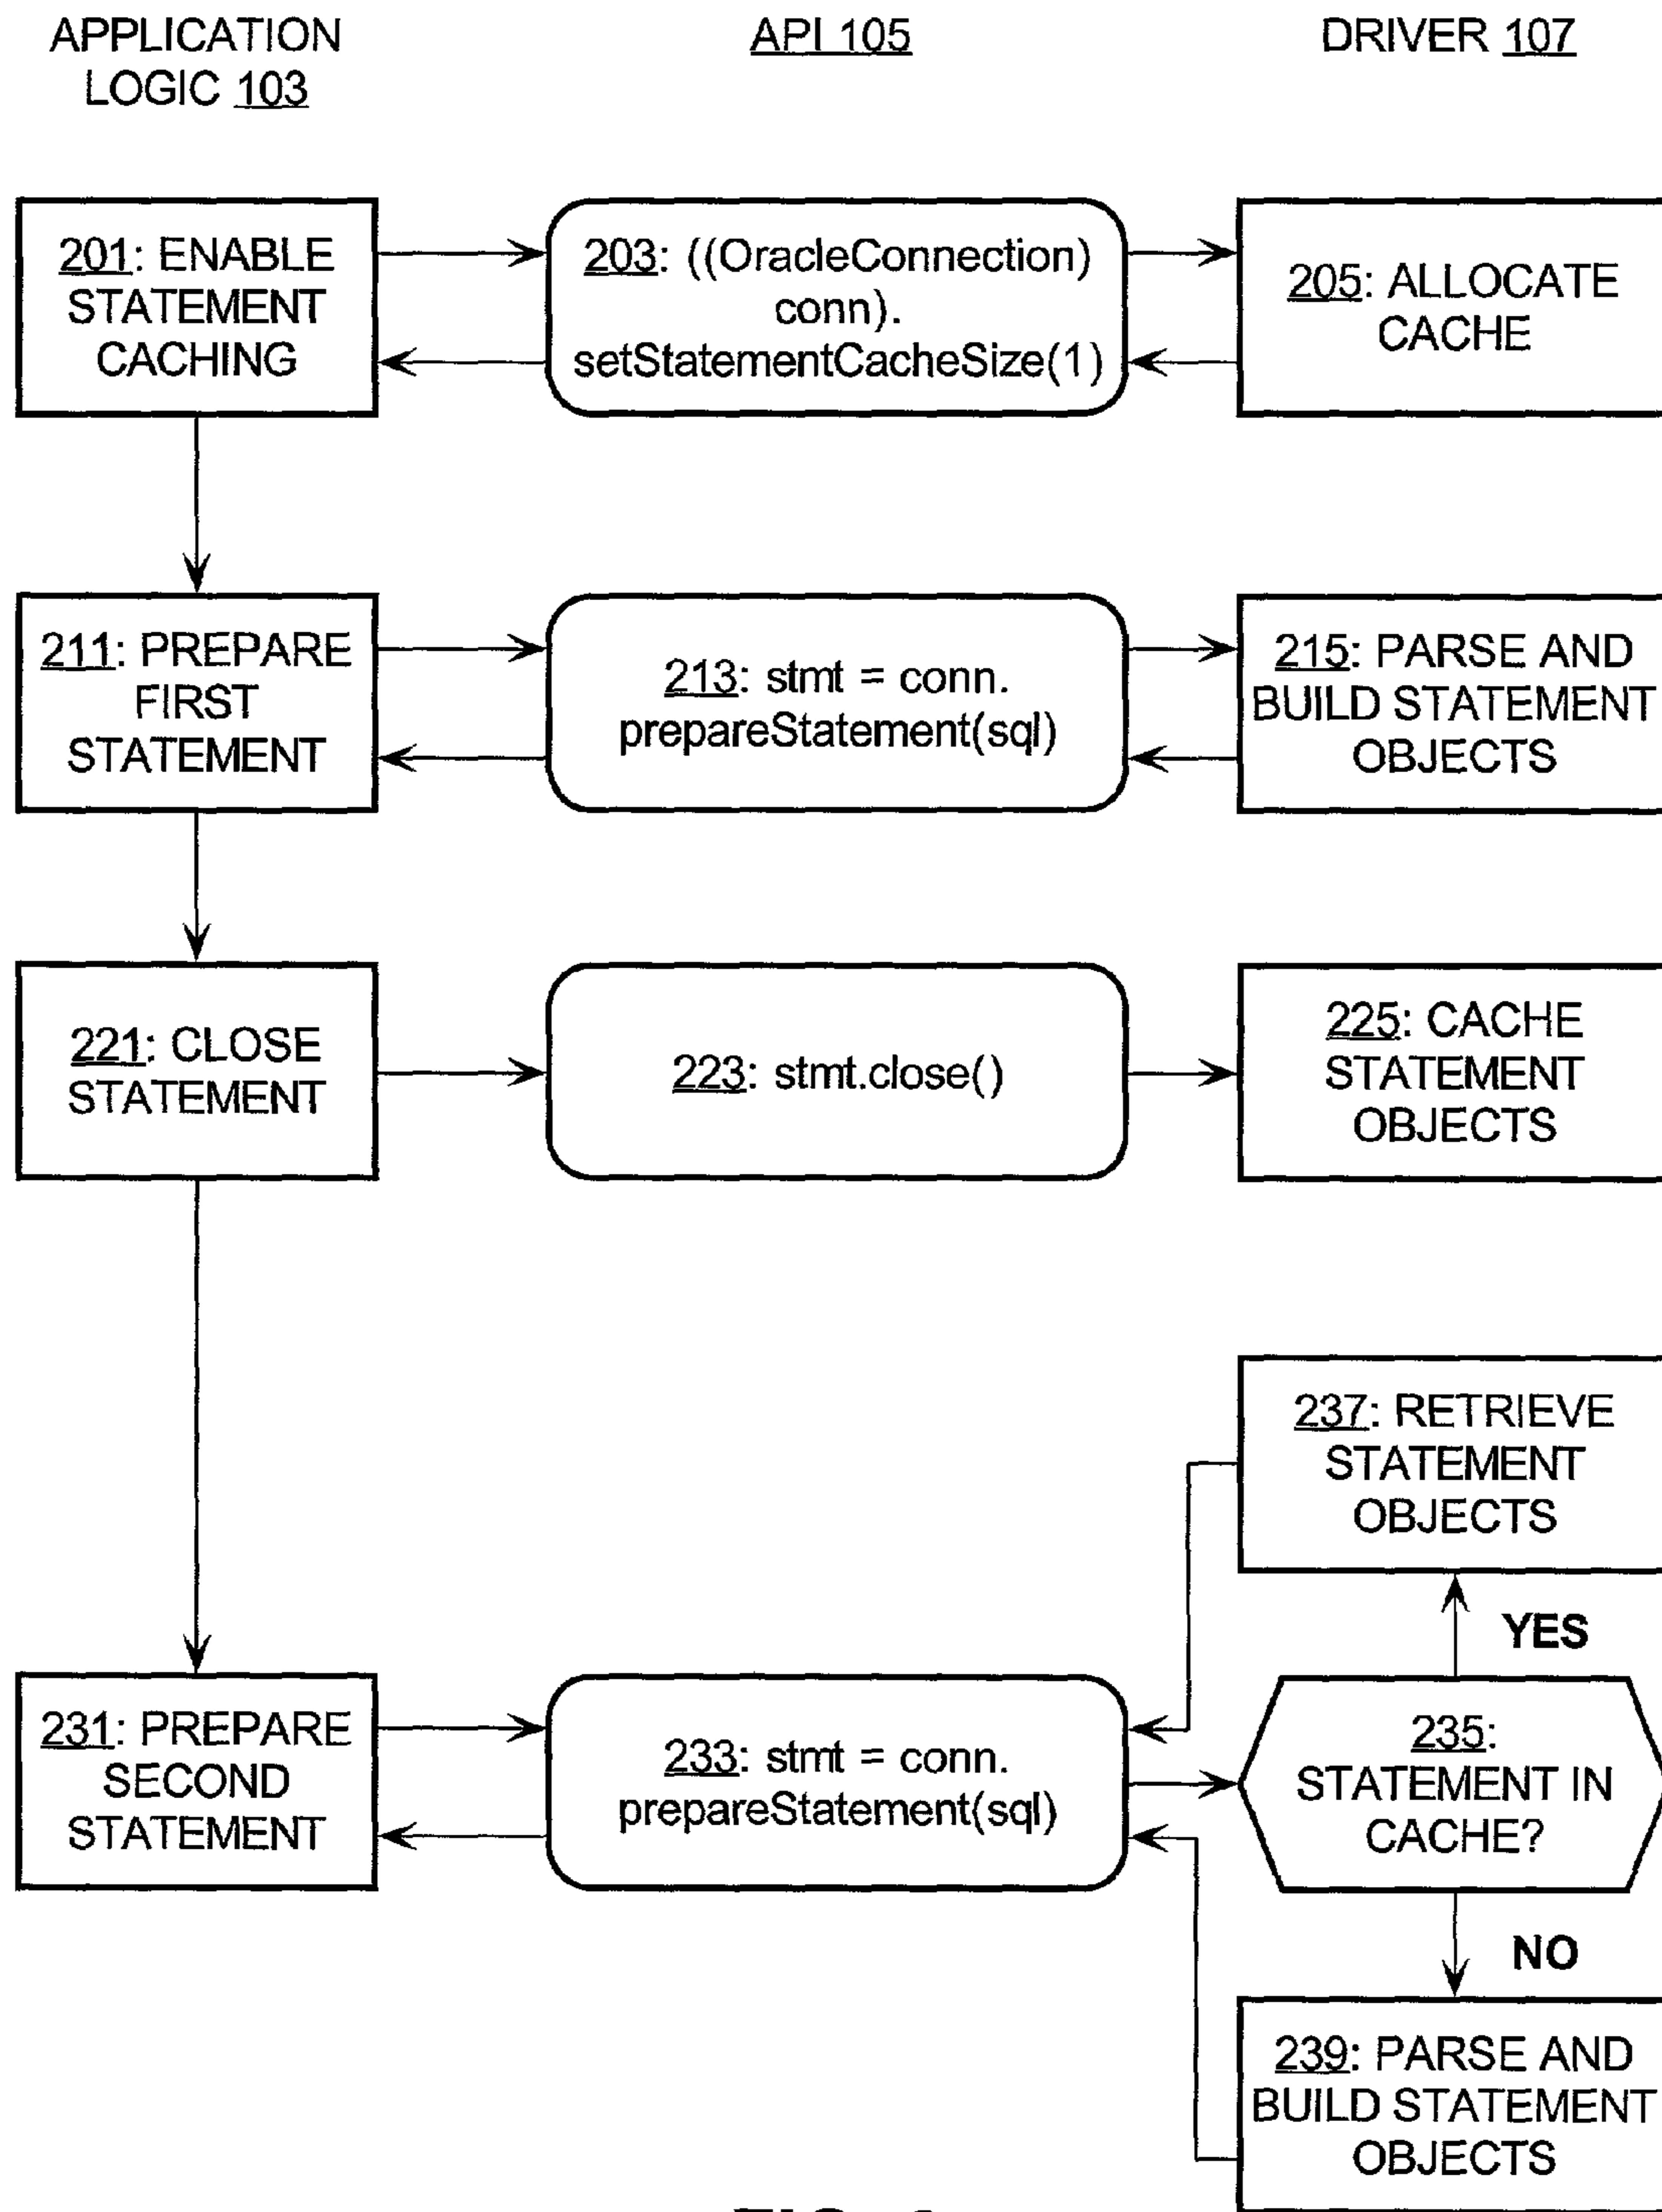 APPLICATION
LOGIC 103
API 105
DRIVER 107
201: ENABLE
STATEMENT
CACHING
203: ((OracleConnection)
conn).
setStatementCacheSize(1)
205: ALLOCATE
CACHE
211: PREPARE
FIRST
STATEMENT
213: stmt = conn.
prepareStatement(sql)
215: PARSE AND
BUILD STATEMENT
OBJECTS
221: CLOSE
STATEMENT
223: stmt.close()
225: CACHE
STATEMENT
OBJECTS
237: RETRIEVE
STATEMENT
OBJECTS
YES
231: PREPARE
SECOND
STATEMENT
233: stmt = conn.
prepareStatement(sql)
235:
STATEMENT IN
CACHE?
NO
239: PARSE AND
BUILD STATEMENT
OBJECTS